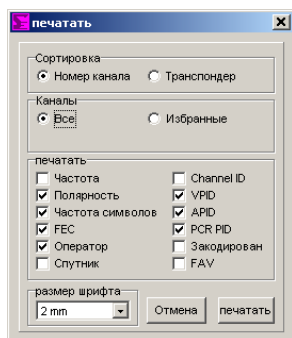 печатать
Сортировка
Номер канала Транспондер
Каналы
Все Избранные
печатать
Частота Channel ID
Полярность VPID
Частота символов APID
FEC PCR PID
Оператор Закодирован
Спутник FAV
размер шрифта
2 mm Отмена печатать